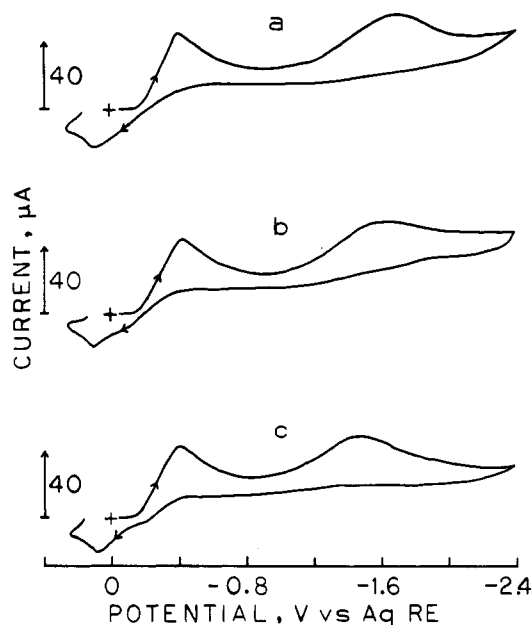 a
40
+
b
40
+
c
40
+
CURRENT, μA
0 -0.8 -1.6 -2.4
POTENTIAL, V vs Ag RE